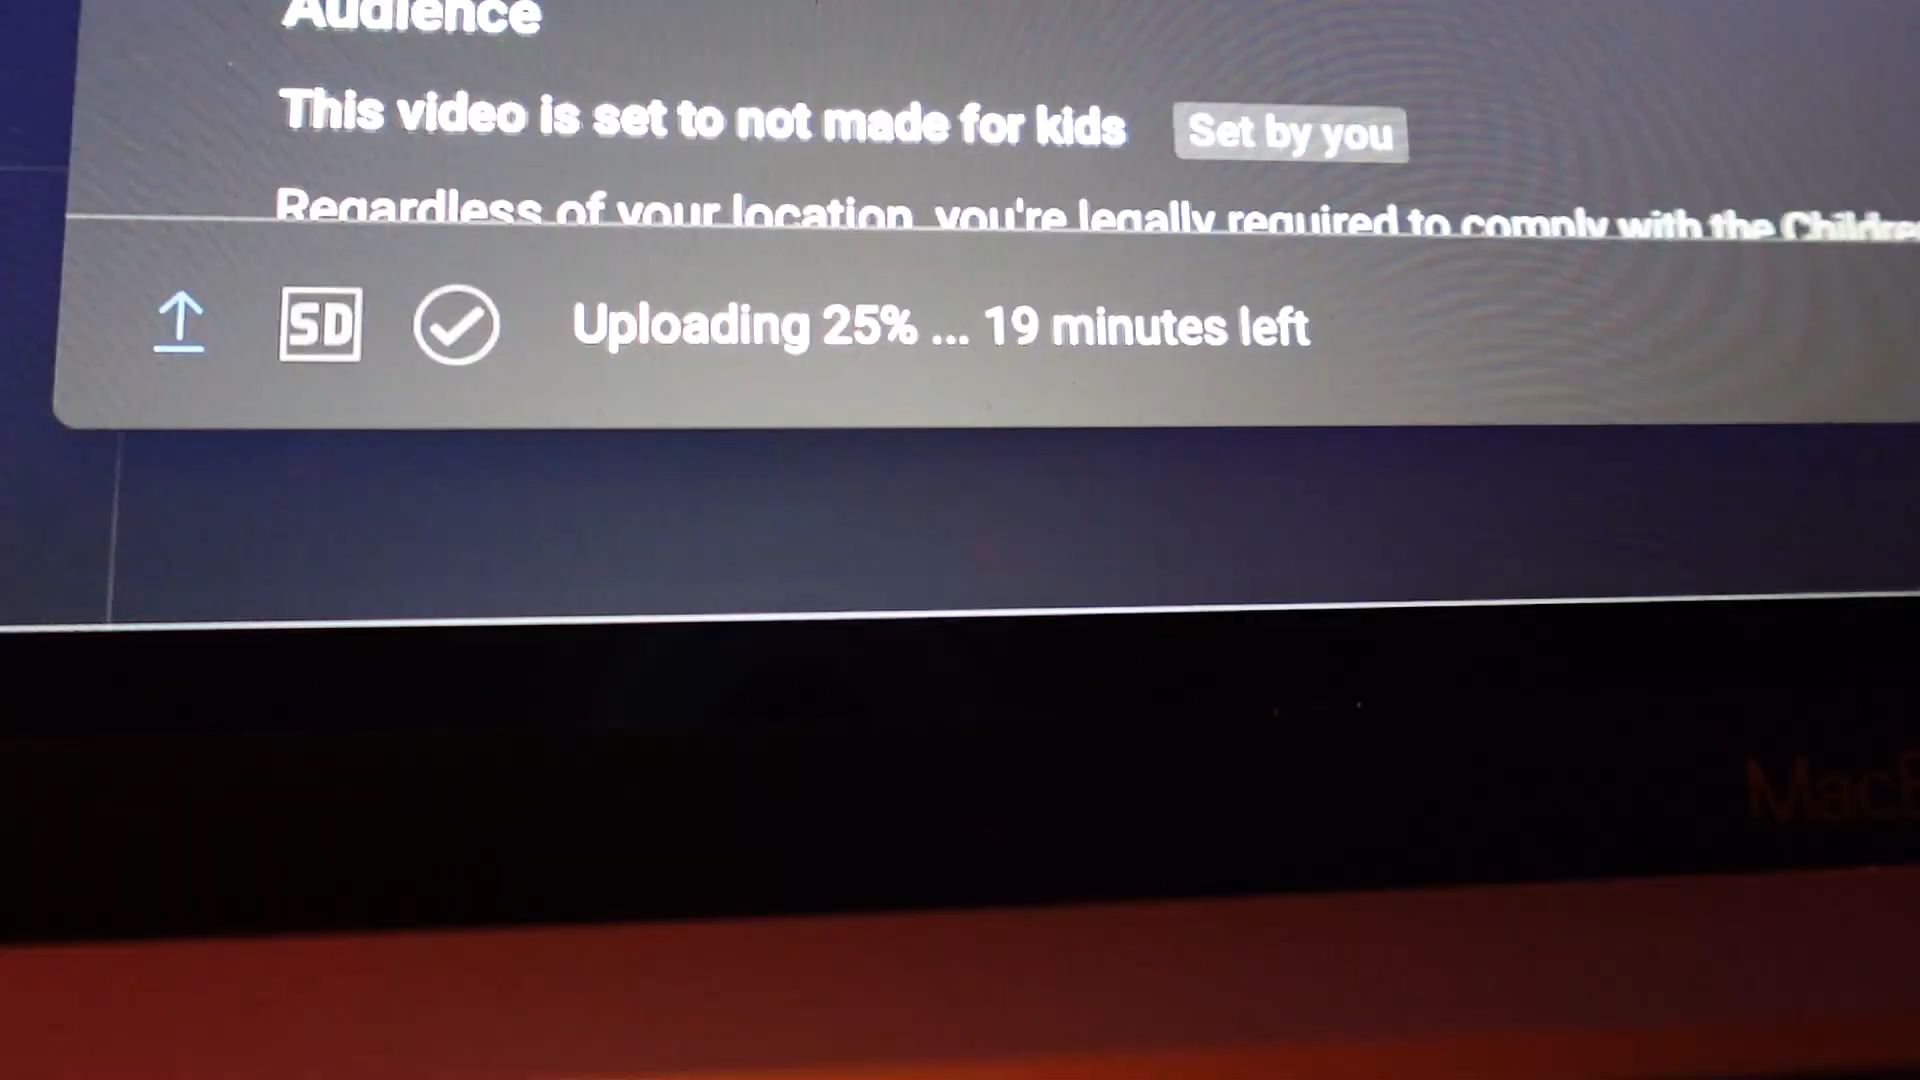 Audience
This video is set to not made for kids Set by you
Regardless of your location, you're legally required to comply with the
SD Uploading 25% ... 19 minutes left